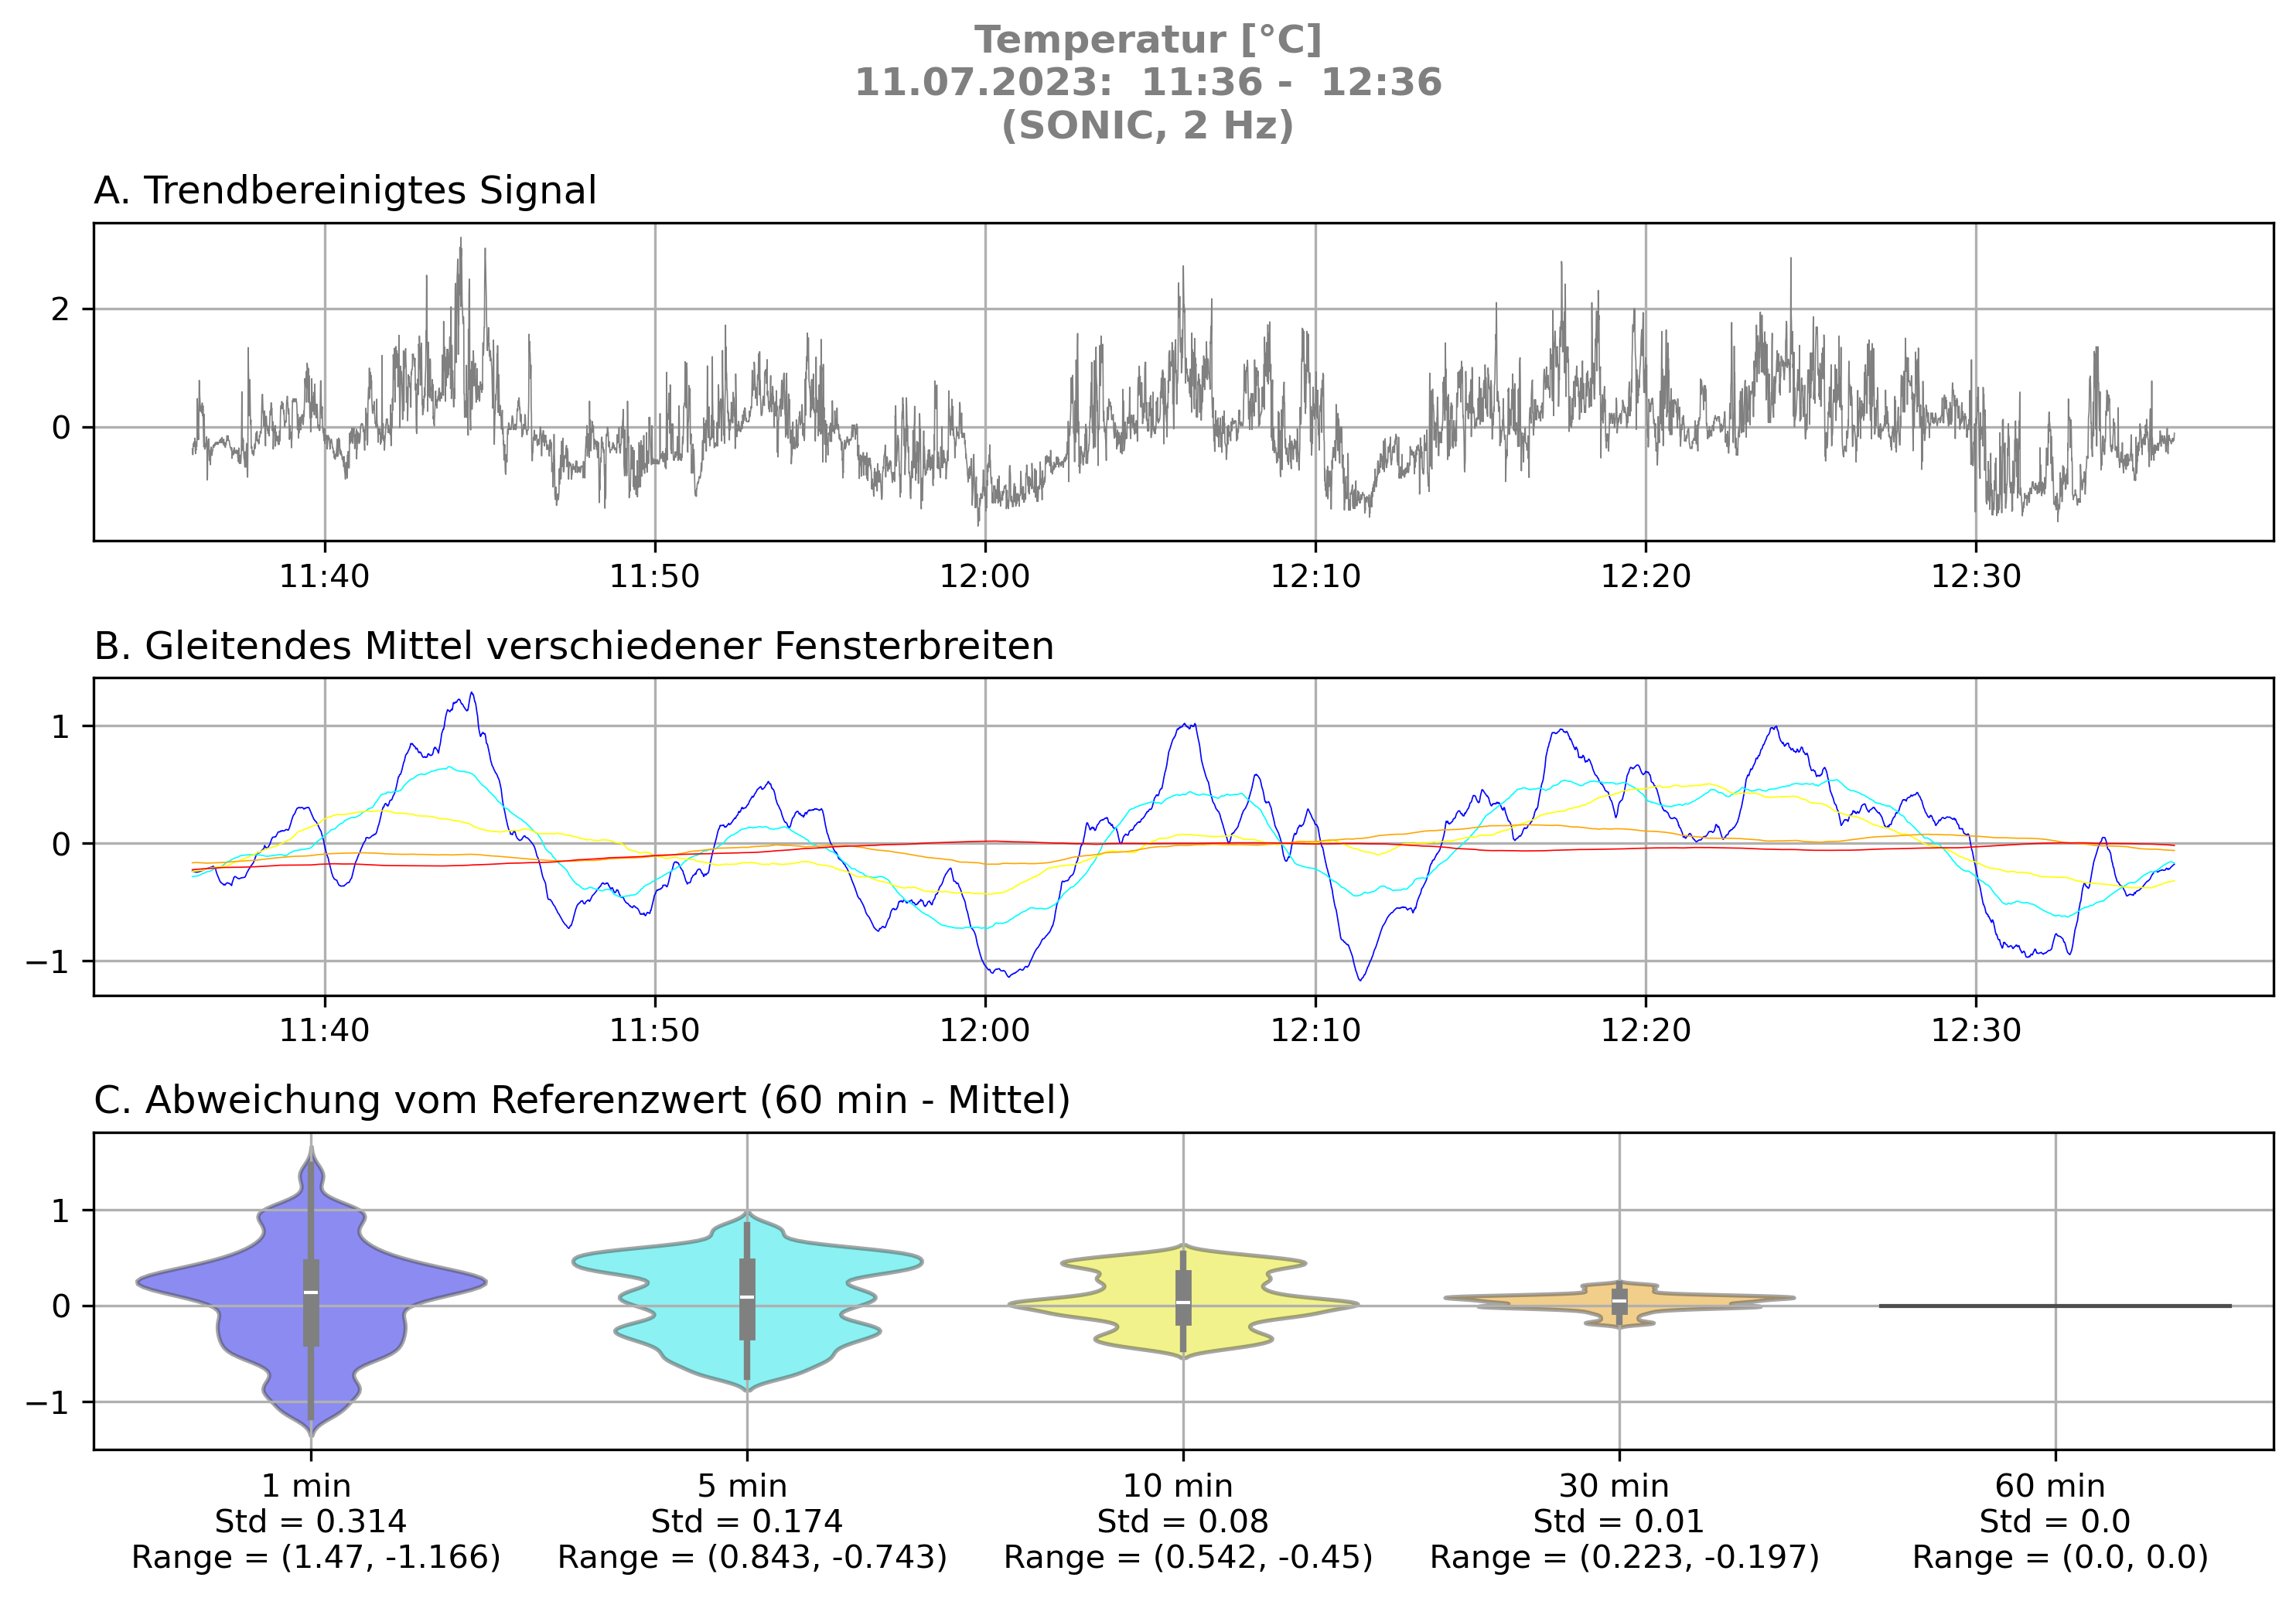 Temperatur [°C]
11.07.2023:  11:36 -  12:36
(SONIC, 2 Hz)
A. Trendbereinigtes Signal
2
0
11:40 11:50 12:00 12:10 12:20 12:30
B. Gleitendes Mittel verschiedener Fensterbreiten
1
0
−1
11:40 11:50 12:00 12:10 12:20 12:30
C. Abweichung vom Referenzwert (60 min - Mittel)
1
0
−1
1 min 5 min 10 min 30 min 60 min
Std = 0.314 Std = 0.174 Std = 0.08 Std = 0.01 Std = 0.0
Range = (1.47, -1.166) Range = (0.843, -0.743) Range = (0.542, -0.45) Range = (0.223, -0.197) Range = (0.0, 0.0)